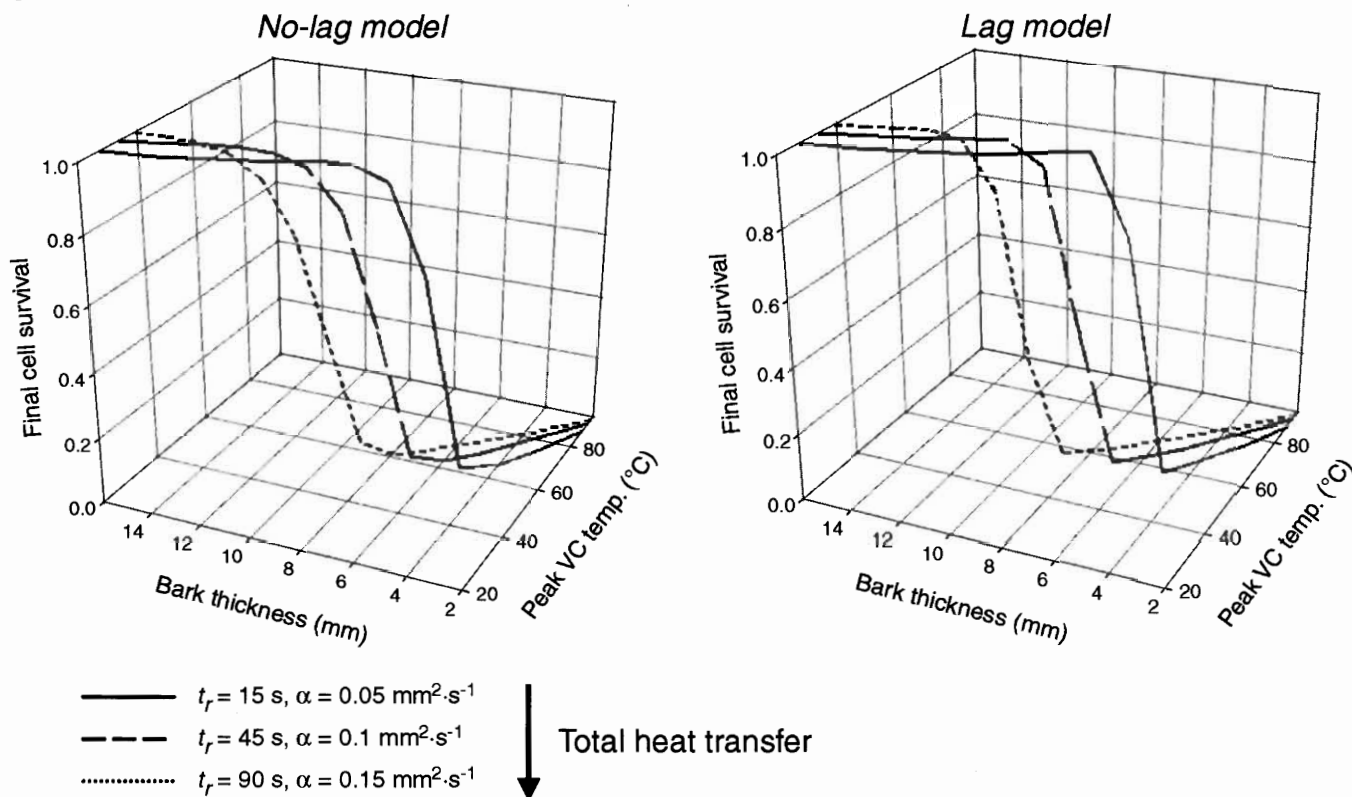 No-lag model
Lag model
1.0
0.8
0.6
0.4
0.2
0.0
Final cell survival
14
12
10
8
6
4
2
Bark thickness (mm)
20
40
60
80
Peak VC temp. (°C)
1.0
0.8
0.6
0.4
0.2
0.0
Final cell survival
14
12
10
8
6
4
2
Bark thickness (mm)
20
40
60
80
Peak VC temp. (°C)
tᵣ = 15 s, α = 0.05 mm²·s⁻¹
tᵣ = 45 s, α = 0.1 mm²·s⁻¹
tᵣ = 90 s, α = 0.15 mm²·s⁻¹
Total heat transfer